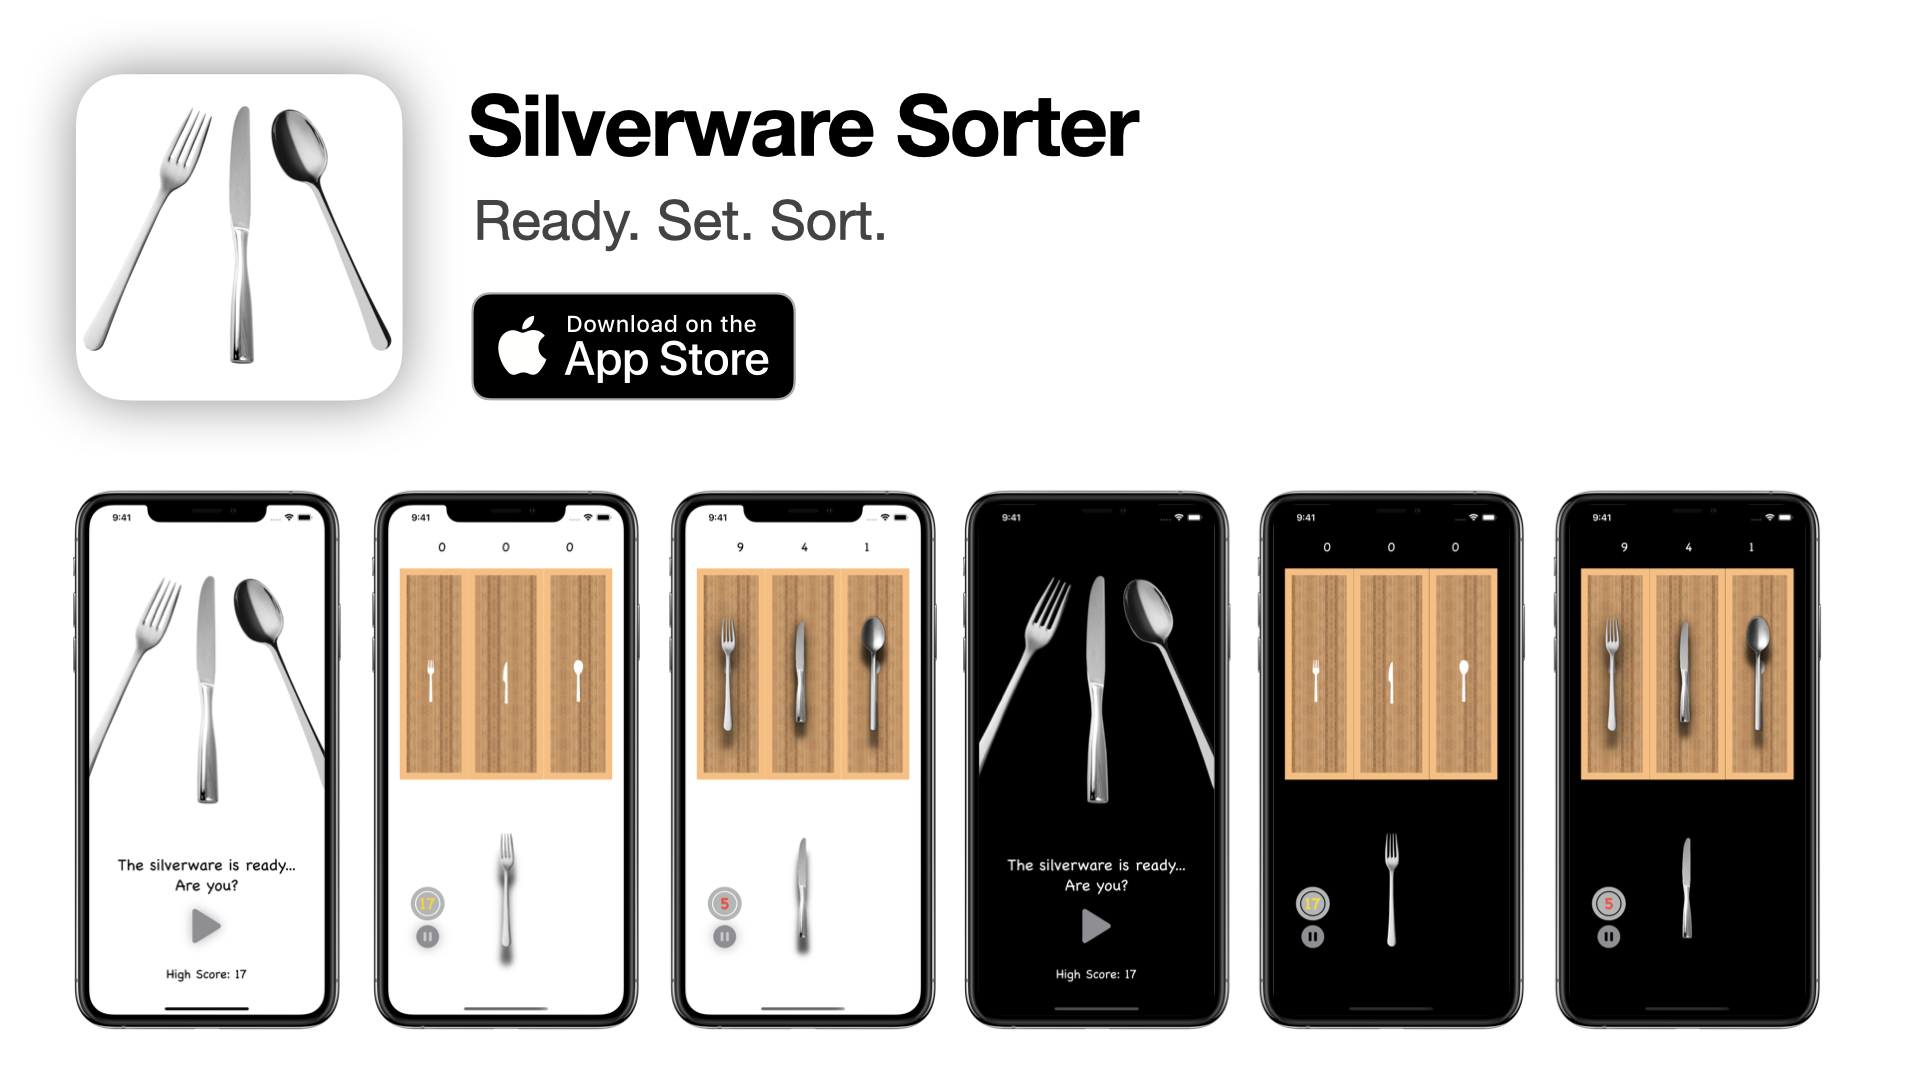 Silverware Sorter
Ready. Set. Sort.
Download on the
App Store
9:41
The silverware is ready...
Are you?
High Score: 17
9:41
0 0 0
17
9:41
9 4 1
5
9:41
The silverware is ready...
Are you?
High Score: 17
9:41
0 0 0
17
9:41
9 4 1
5